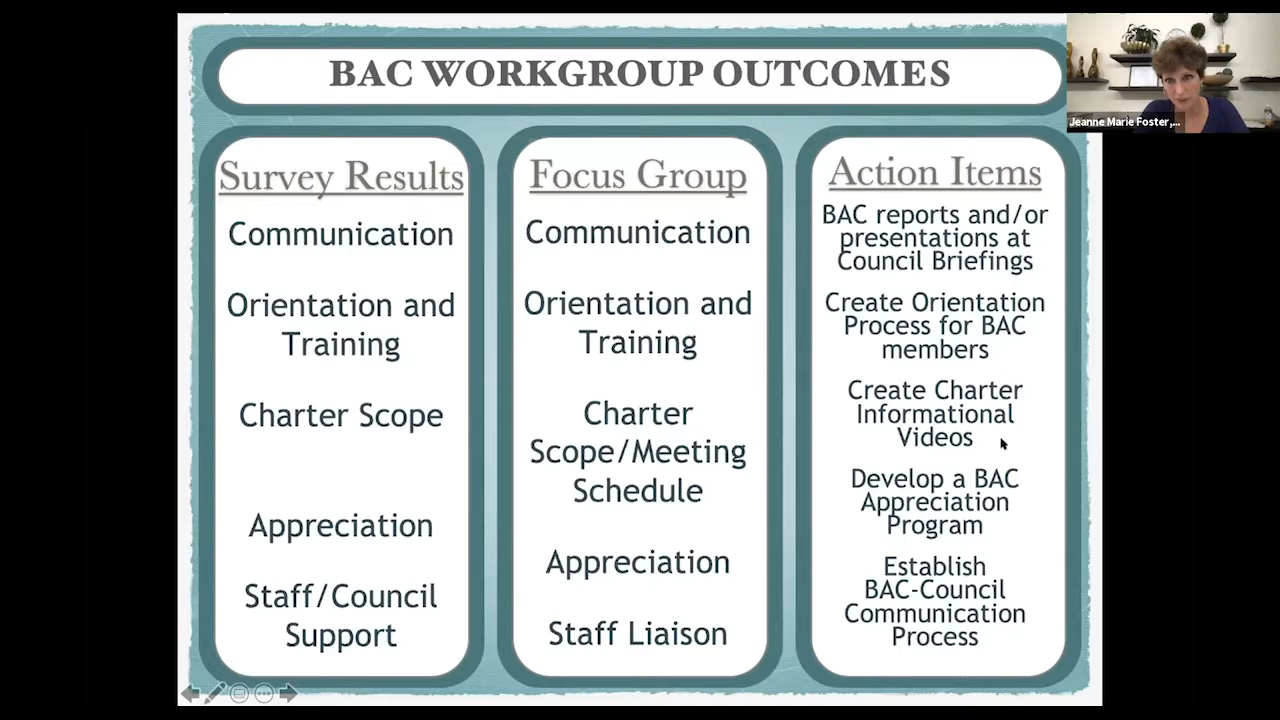 BAC WORKGROUP OUTCOMES
Jeanne Marie Foster,...
Survey Results
Communication
Orientation and
Training
Charter Scope
Appreciation
Staff/Council
Support
Focus Group
Communication
Orientation and
Training
Charter
Scope/Meeting
Schedule
Appreciation
Staff Liaison
Action Items
BAC reports and/or
presentations at
Council Briefings
Create Orientation
Process for BAC
members
Create Charter
Informational
Videos
Develop a BAC
Appreciation
Program
Establish
BAC-Council
Communication
Process